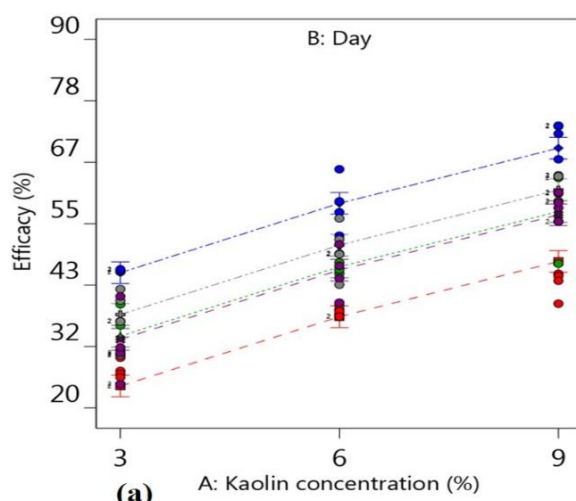 B: Day
90
78
67
55
43
32
20
Efficacy (%)
3 6 9
A: Kaolin concentration (%)
(a)